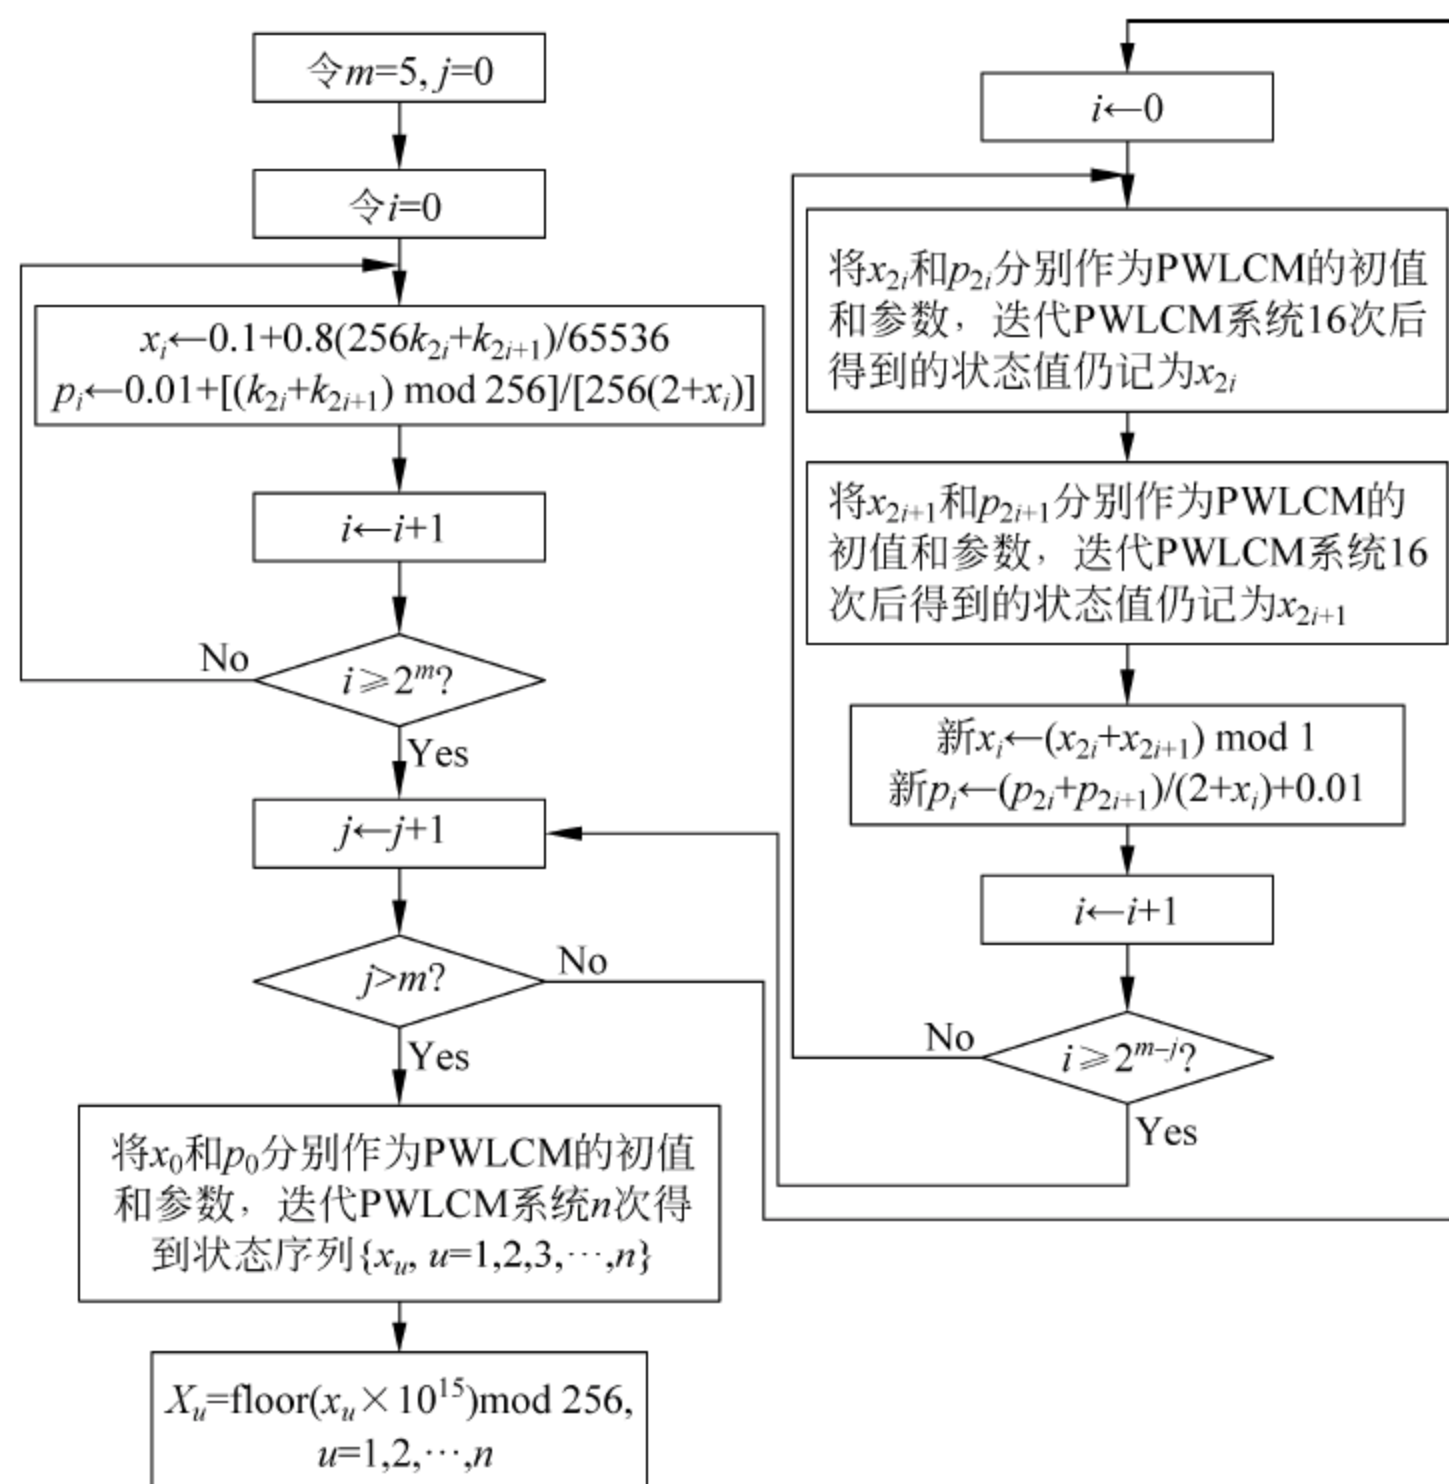 令m=5, j=0
令i=0
xᵢ←0.1+0.8(256k₂ᵢ+k₂ᵢ₊₁)/65536
pᵢ←0.01+[(k₂ᵢ+k₂ᵢ₊₁) mod 256]/[256(2+xᵢ)]
i←i+1
No
i⩾2ᵐ?
Yes
j←j+1
j>m?
No
Yes
将x₀和p₀分别作为PWLCM的初值
和参数，迭代PWLCM系统n次得
到状态序列{xᵤ, u=1,2,3,⋯,n}
Xᵤ=floor(xᵤ×10¹⁵)mod 256,
u=1,2,⋯,n
i←0
将x₂ᵢ和p₂ᵢ分别作为PWLCM的初值
和参数，迭代PWLCM系统16次后
得到的状态值仍记为x₂ᵢ
将x₂ᵢ₊₁和p₂ᵢ₊₁分别作为PWLCM的
初值和参数，迭代PWLCM系统16
次后得到的状态值仍记为x₂ᵢ₊₁
新xᵢ←(x₂ᵢ+x₂ᵢ₊₁) mod 1
新pᵢ←(p₂ᵢ+p₂ᵢ₊₁)/(2+xᵢ)+0.01
i←i+1
No
i⩾2ᵐ⁻ʲ?
Yes